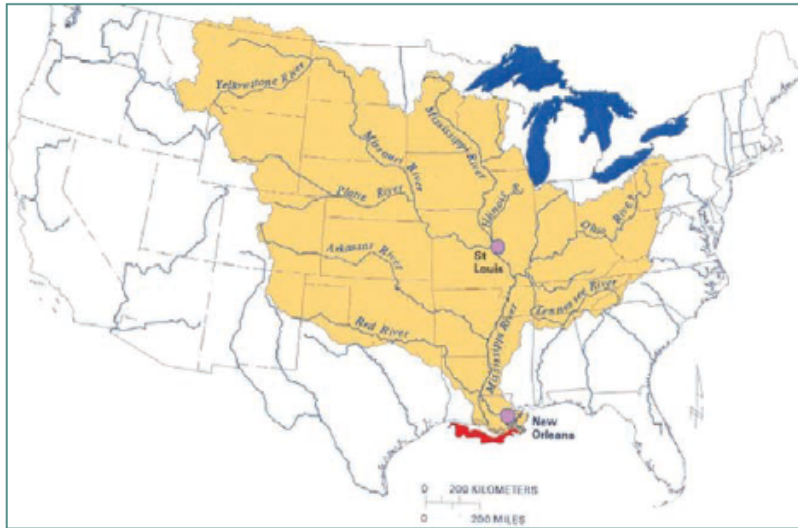 Yellowstone River
Missouri River
Mississippi River
Platte River
Illinois R
Ohio River
St
Louis
Arkansas River
Tennessee River
Red River
Mississippi River
New
Orleans
0 200 KILOMETERS
0 200 MILES